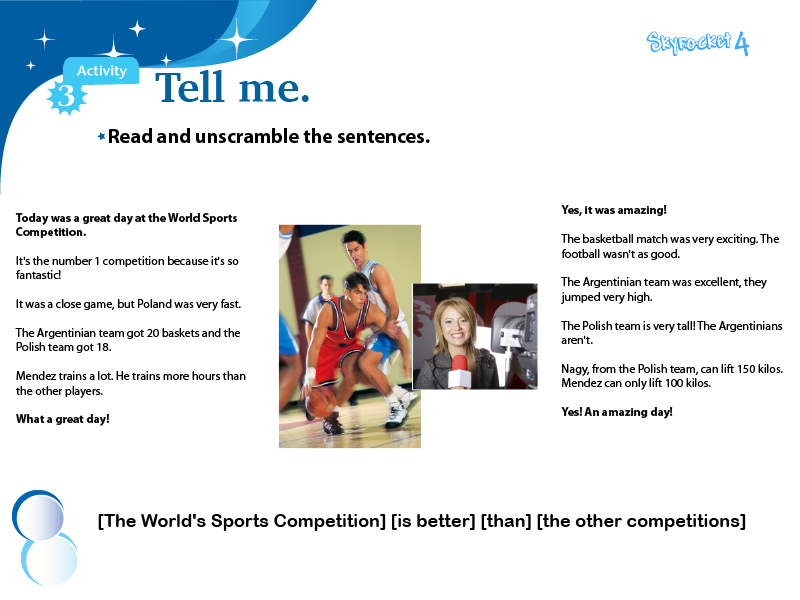 Skyrocket 4
Activity
3
Tell me.
Read and unscramble the sentences.
Today was a great day at the World Sports
Competition.
It's the number 1 competition because it's so
fantastic!
It was a close game, but Poland was very fast.
The Argentinian team got 20 baskets and the
Polish team got 18.
Mendez trains a lot. He trains more hours than
the other players.
What a great day!
Yes, it was amazing!
The basketball match was very exciting. The
football wasn't as good.
The Argentinian team was excellent, they
jumped very high.
The Polish team is very tall! The Argentinians
aren't.
Nagy, from the Polish team, can lift 150 kilos.
Mendez can only lift 100 kilos.
Yes! An amazing day!
[The World's Sports Competition] [is better] [than] [the other competitions]